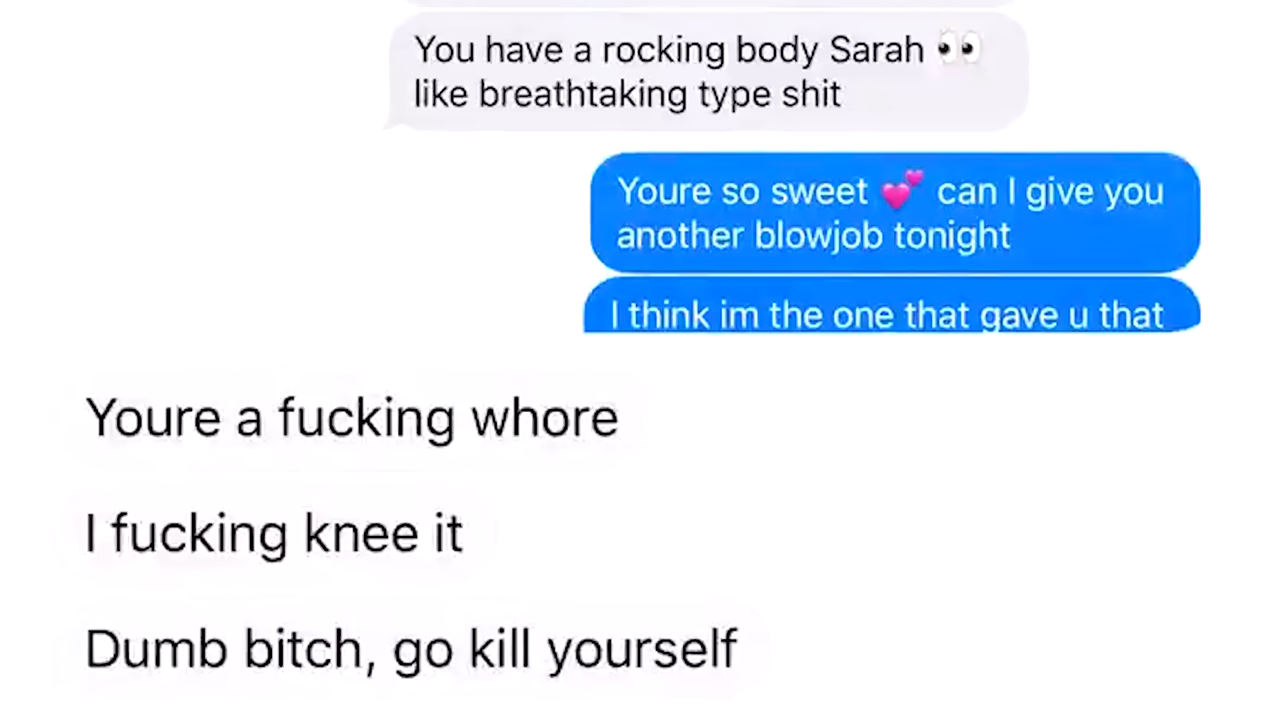 You have a rocking body Sarah 👀
like breathtaking type shit
Youre so sweet 💕 can I give you
another blowjob tonight
I think im the one that gave u that
Youre a fucking whore
I fucking knee it
Dumb bitch, go kill yourself